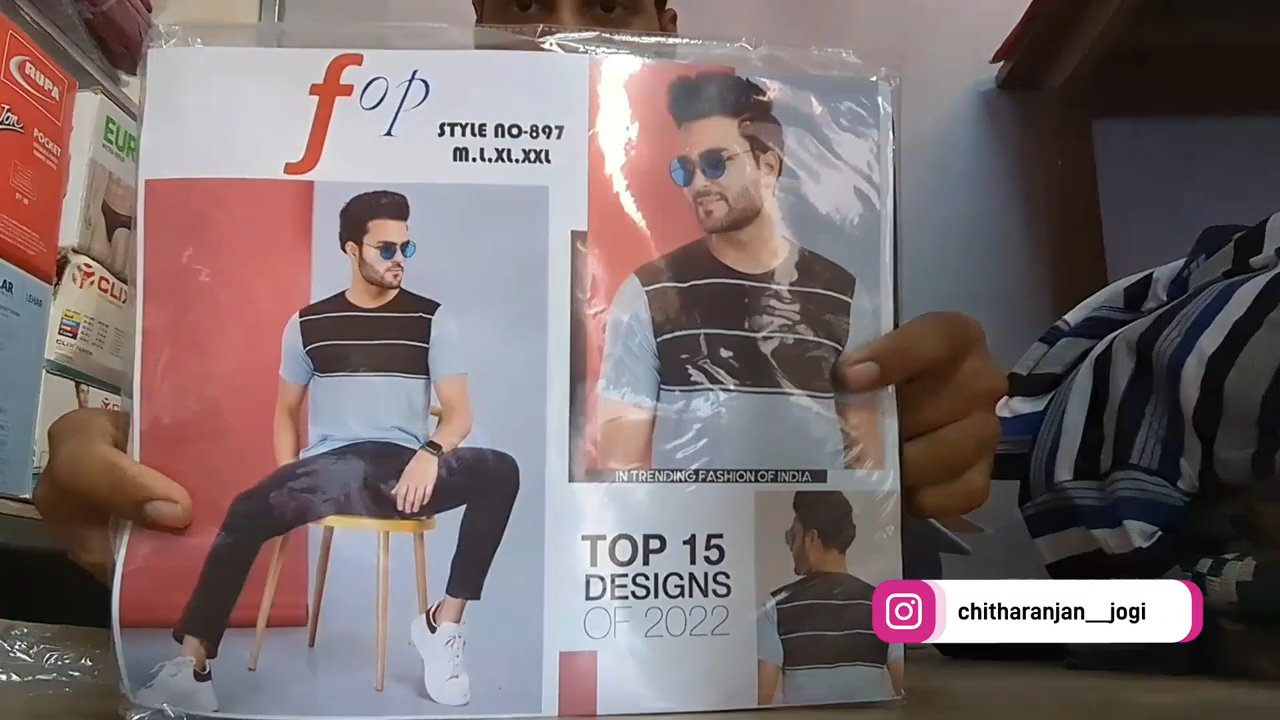 fop
STYLE NO-897
M.L.XL.XXL
IN TRENDING FASHION OF INDIA
TOP 15
DESIGNS
OF 2022
chitharanjan__jogi
RUPA
Jon
POCKET
EUR
CLIX
LEHAR